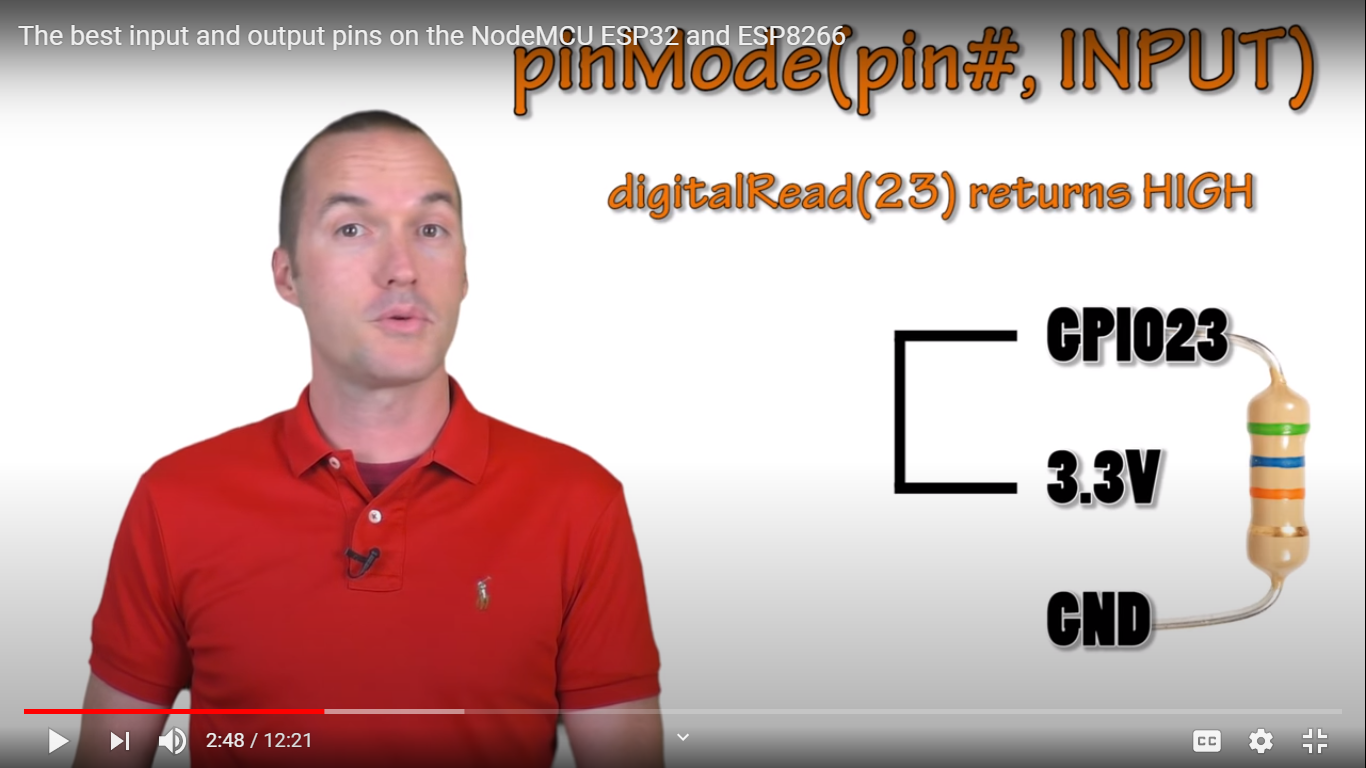 The best input and output pins on the NodeMCU ESP32 and ESP8266
pinMode(pin#, INPUT)
digitalRead(23) returns HIGH
GPIO23
3.3V
GND
2:48 / 12:21
CC